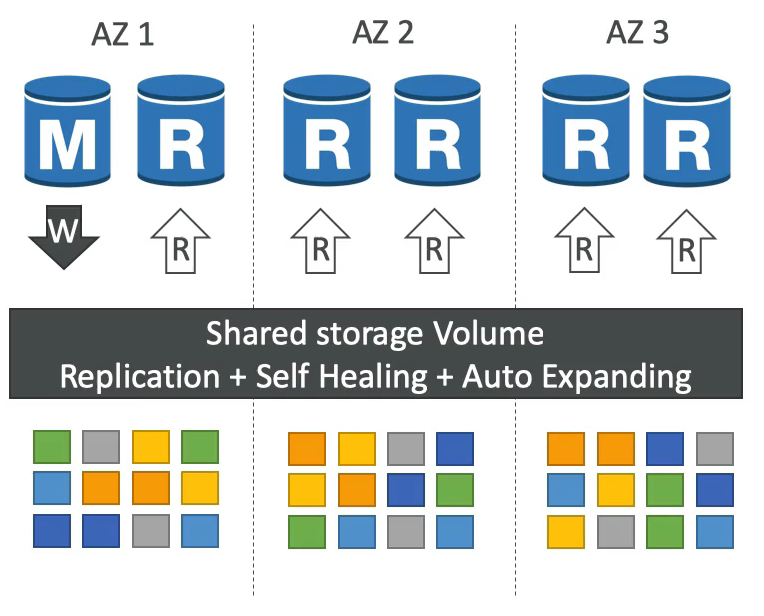 AZ 1
AZ 2
AZ 3
M
R
R
R
R
R
W
R
R
R
R
R
Shared storage Volume
Replication + Self Healing + Auto Expanding